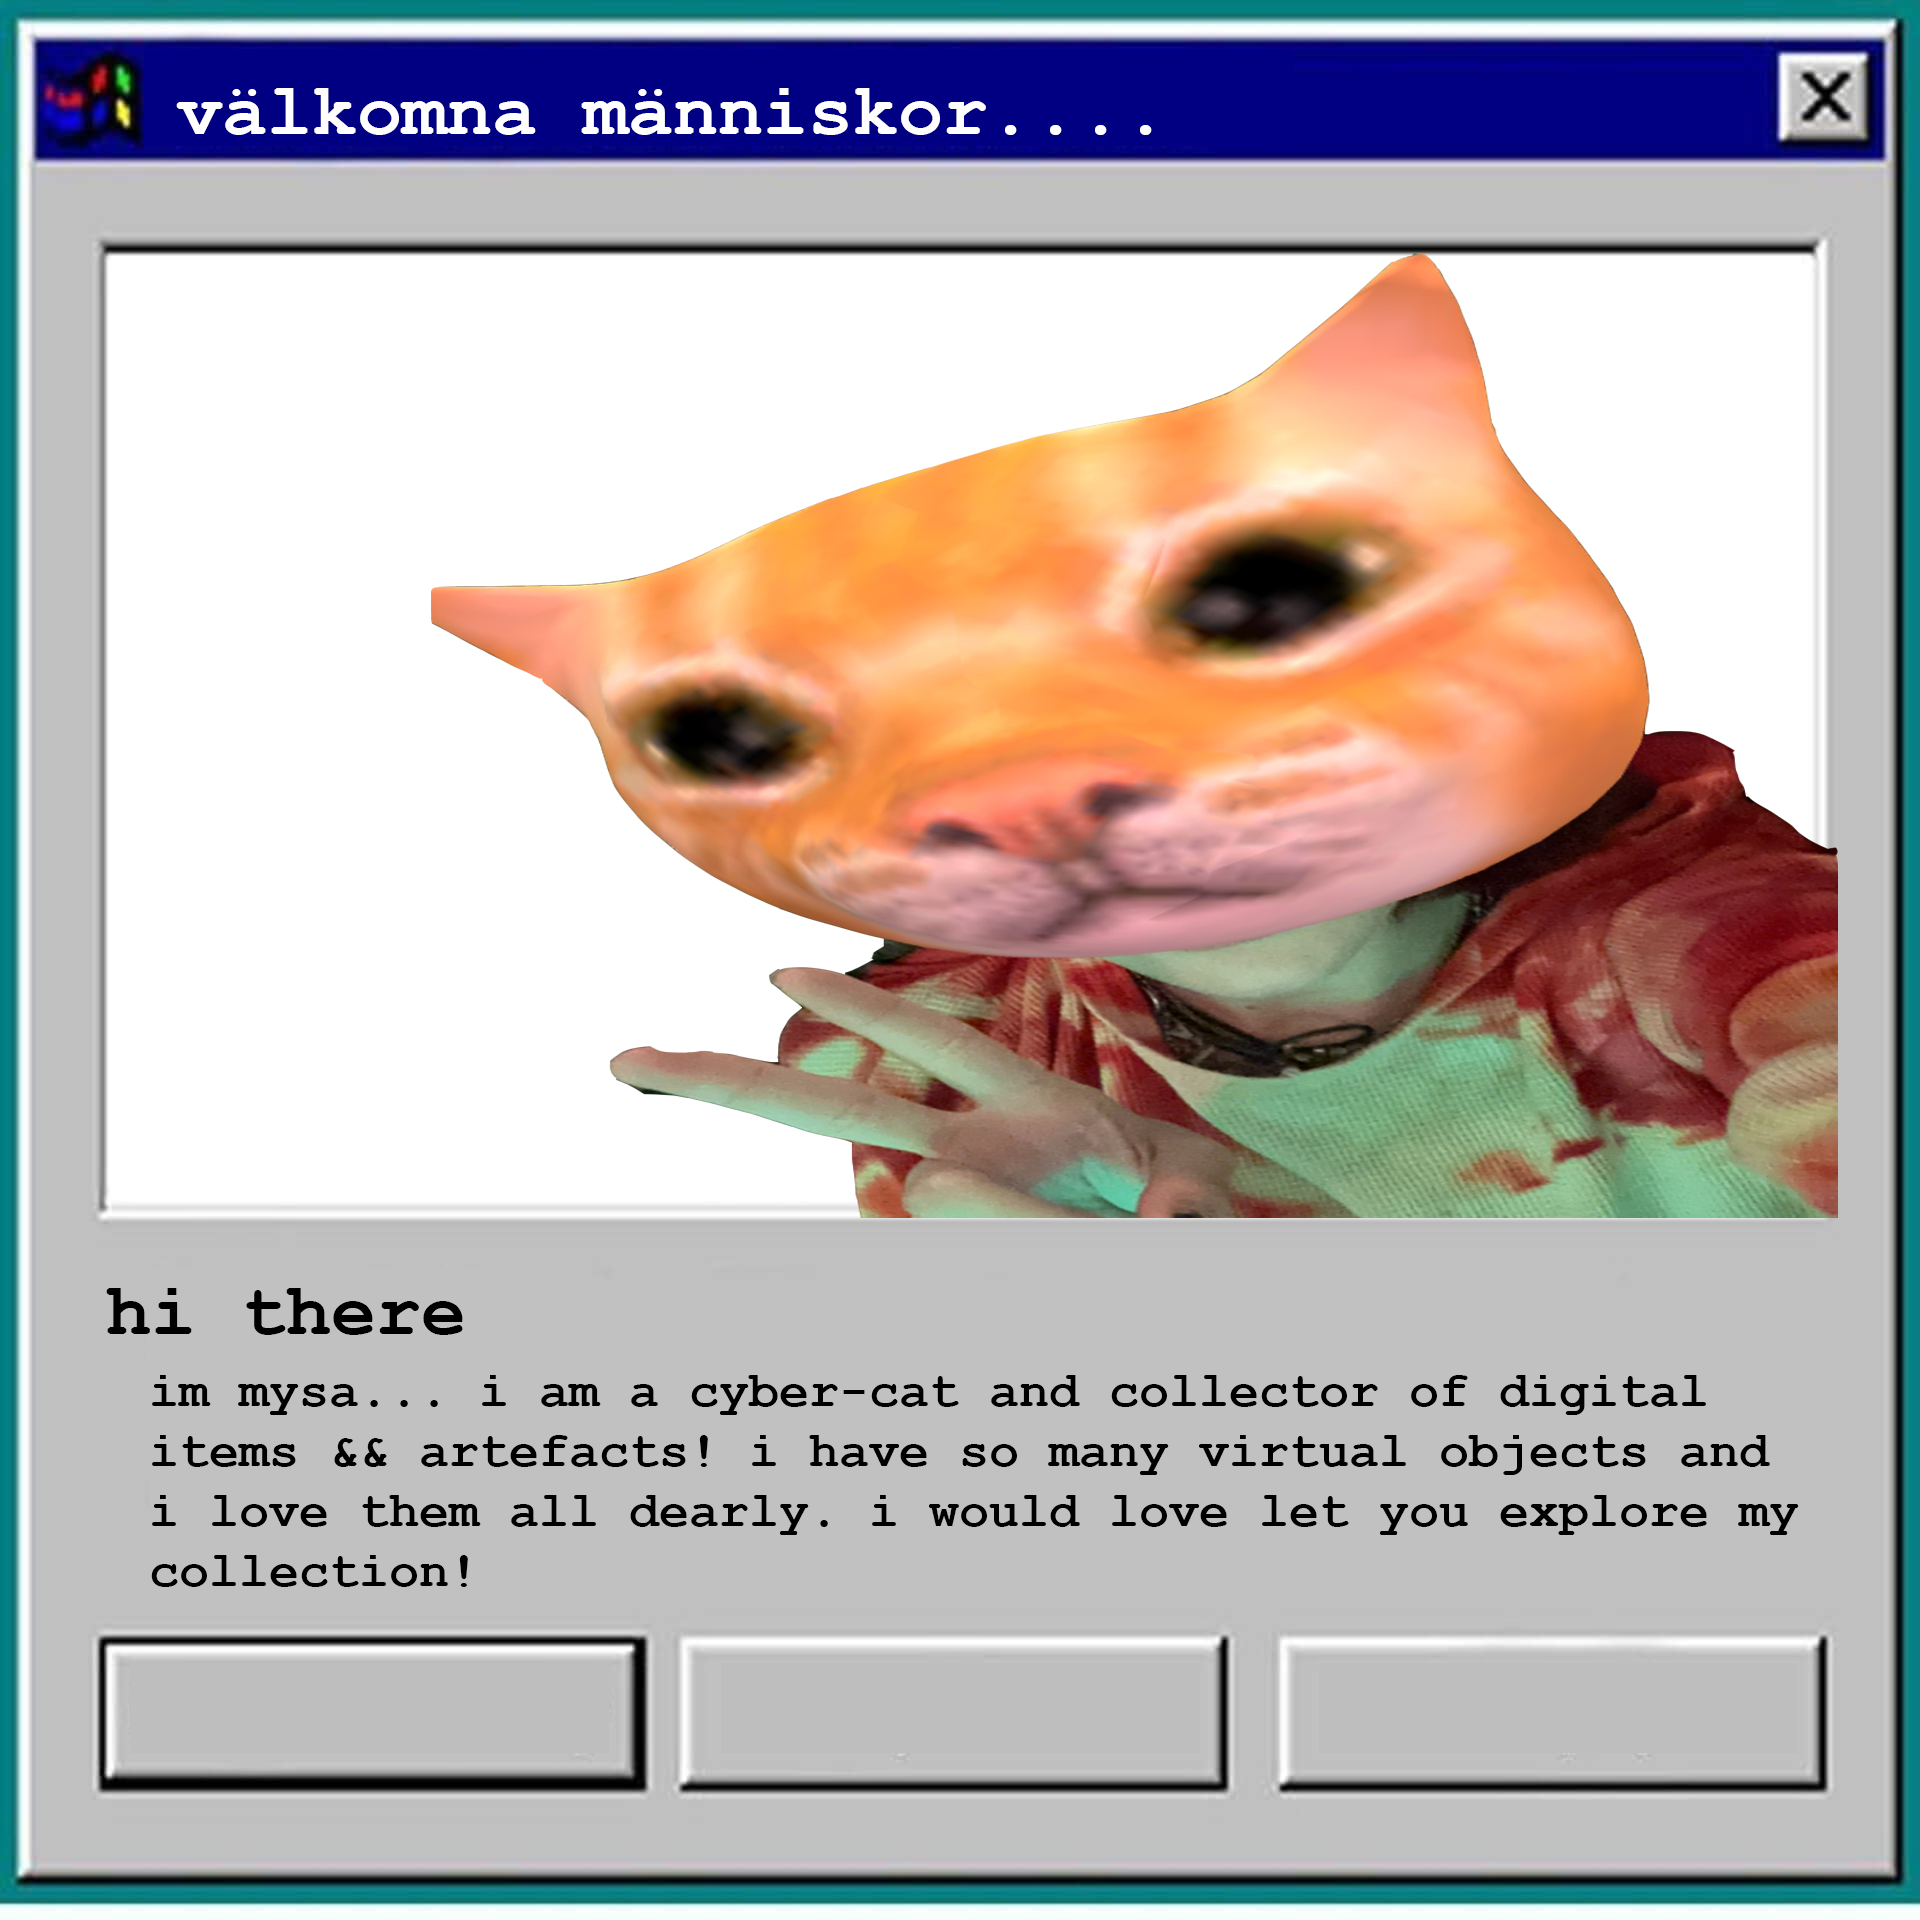 välkomna människor....
hi there
im mysa... i am a cyber-cat and collector of digital
items && artefacts! i have so many virtual objects and
i love them all dearly. i would love let you explore my
collection!